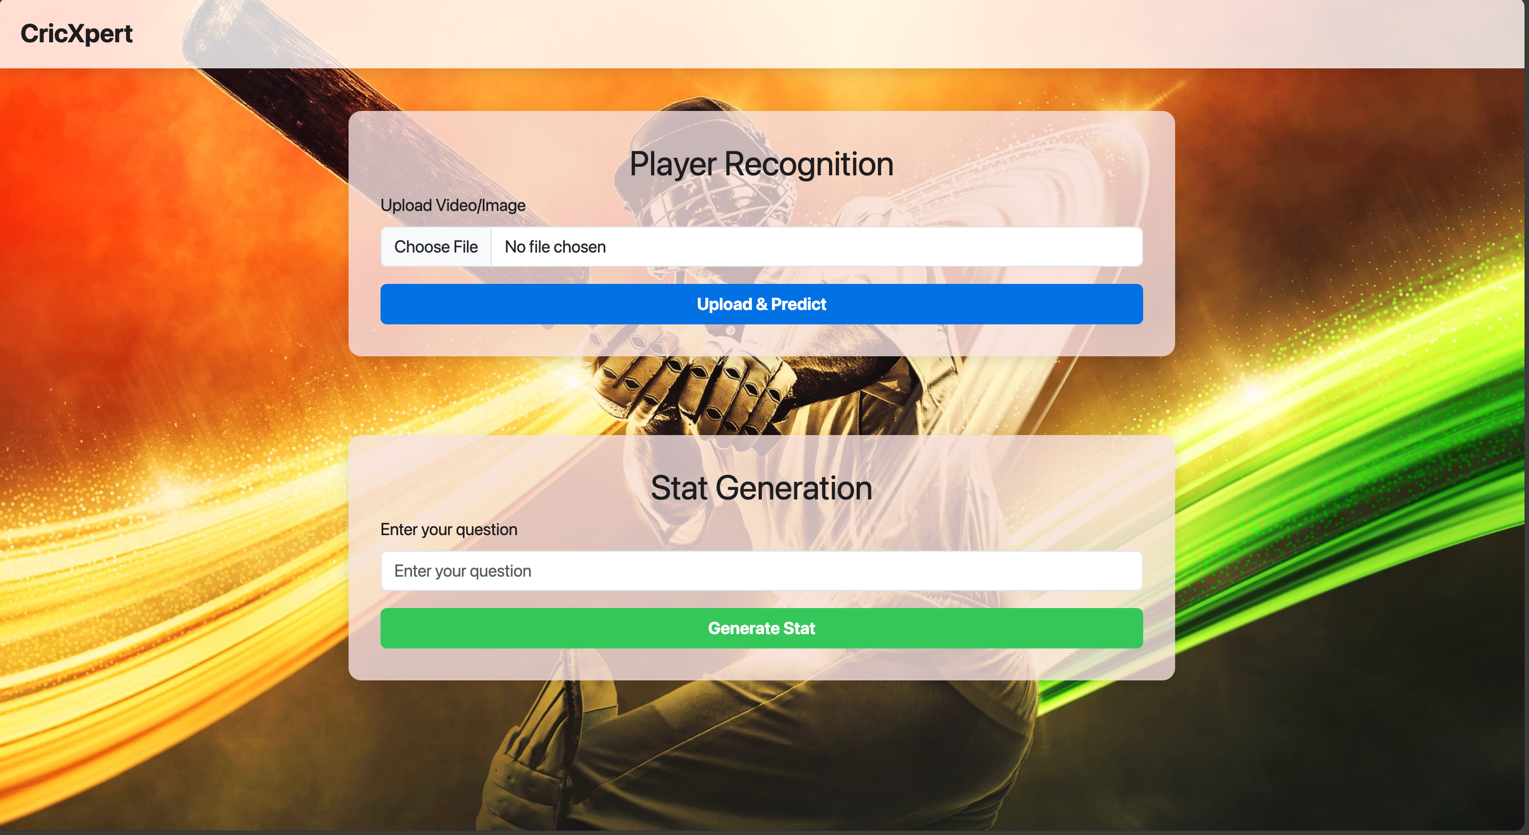 CricXpert
Player Recognition
Upload Video/Image
Choose File No file chosen
Upload & Predict
Stat Generation
Enter your question
Enter your question
Generate Stat